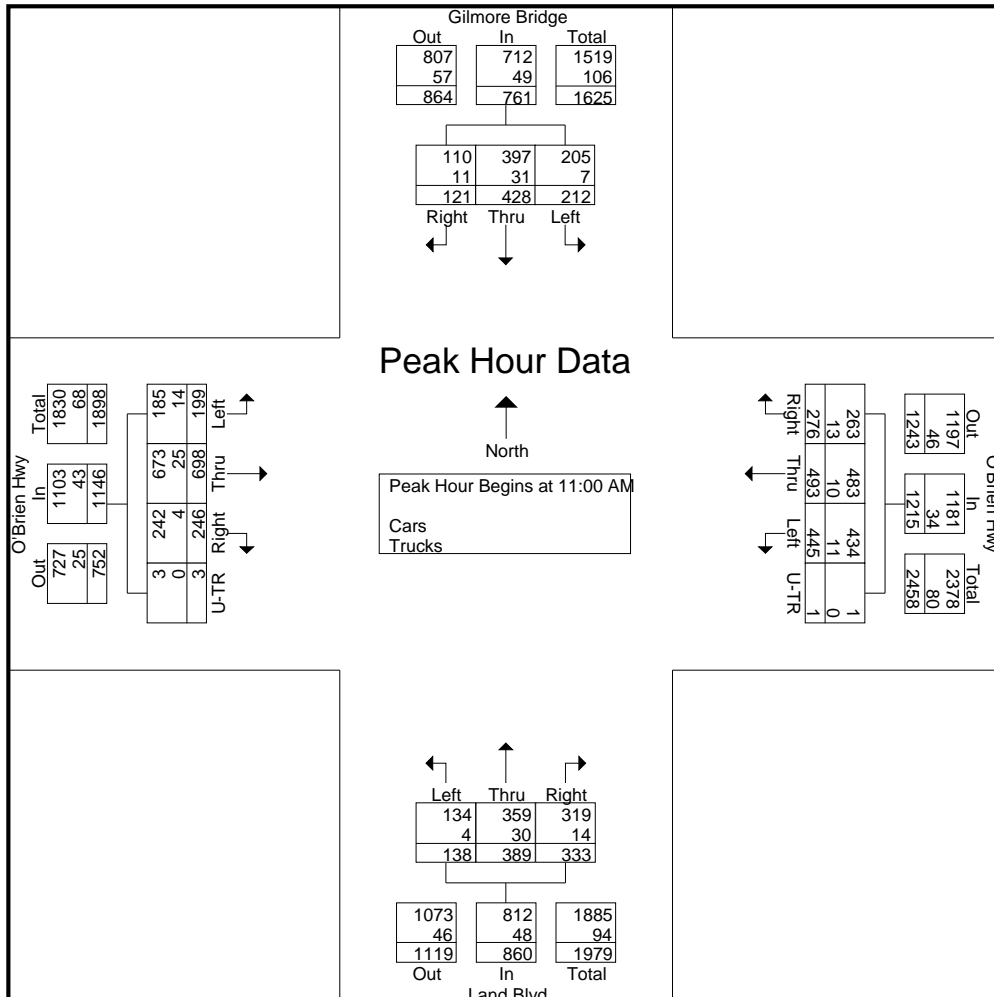 Gilmore Bridge
Out In Total
807 712 1519
57 49 106
864 761 1625
110 397 205
11 31 7
121 428 212
Right Thru Left
Peak Hour Data
North
Peak Hour Begins at 11:00 AM
Cars
Trucks
O'Brien Hwy
Total In Out
1830 1103 727
68 43 25
1898 1146 752
185 673 242 3
14 25 4 0
199 698 246 3
Left Thru Right U-TR
O'Brien Hwy
Out In Total
1197 1181 2378
46 34 80
1243 1215 2458
263 483 434 1
13 10 11 0
276 493 445 1
Right Thru Left U-TR
Left Thru Right
134 359 319
4 30 14
138 389 333
1073 812 1885
46 48 94
1119 860 1979
Out In Total
Land Blvd